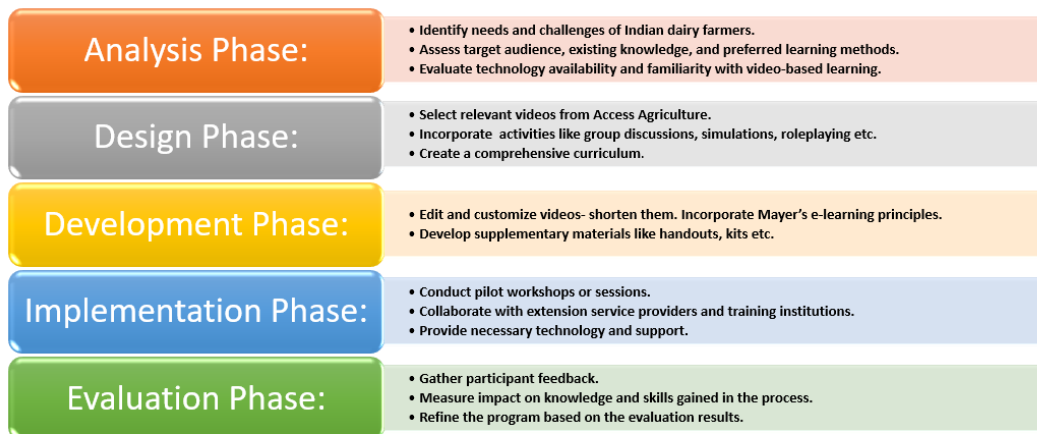 Analysis Phase:
• Identify needs and challenges of Indian dairy farmers.
• Assess target audience, existing knowledge, and preferred learning methods.
• Evaluate technology availability and familiarity with video-based learning.
Design Phase:
• Select relevant videos from Access Agriculture.
• Incorporate activities like group discussions, simulations, roleplaying etc.
• Create a comprehensive curriculum.
Development Phase:
• Edit and customize videos- shorten them. Incorporate Mayer’s e-learning principles.
• Develop supplementary materials like handouts, kits etc.
Implementation Phase:
• Conduct pilot workshops or sessions.
• Collaborate with extension service providers and training institutions.
• Provide necessary technology and support.
Evaluation Phase:
• Gather participant feedback.
• Measure impact on knowledge and skills gained in the process.
• Refine the program based on the evaluation results.